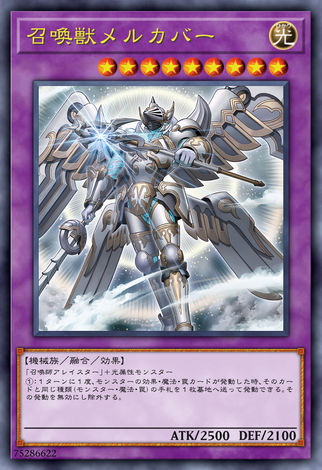 召喚獣メルカバー
光
【機械族／融合／効果】
「召喚師アレイスター」＋光属性モンスター
①：１ターンに１度、モンスターの効果・魔法・罠カードが発動した時、そのカー
ドと同じ種類（モンスター・魔法・罠）の手札を１枚墓地へ送って発動できる。そ
の発動を無効にし除外する。
ATK/2500 DEF/2100
75286622